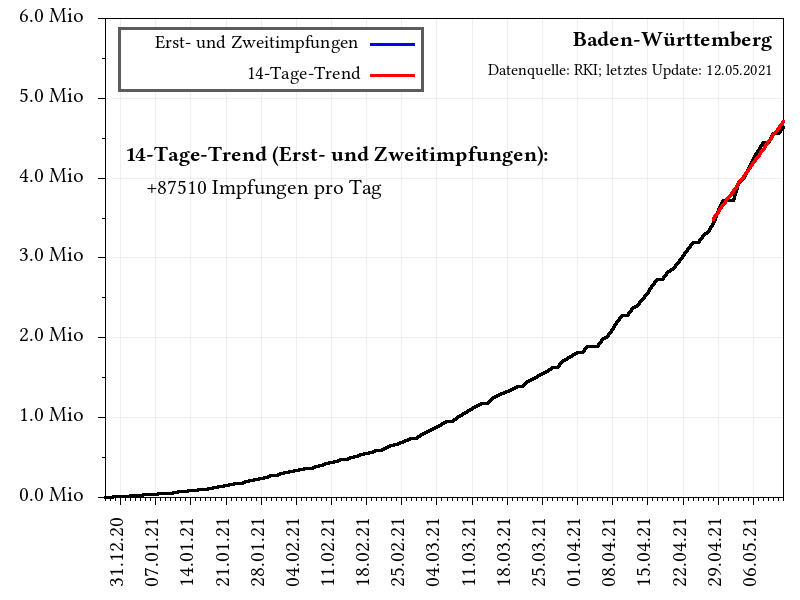 6.0 Mio
5.0 Mio
4.0 Mio
3.0 Mio
2.0 Mio
1.0 Mio
0.0 Mio
Erst- und Zweitimpfungen
14-Tage-Trend
Baden-Württemberg
Datenquelle: RKI; letztes Update: 12.05.2021
14-Tage-Trend (Erst- und Zweitimpfungen):
+87510 Impfungen pro Tag
31.12.20
07.01.21
14.01.21
21.01.21
28.01.21
04.02.21
11.02.21
18.02.21
25.02.21
04.03.21
11.03.21
18.03.21
25.03.21
01.04.21
08.04.21
15.04.21
22.04.21
29.04.21
06.05.21